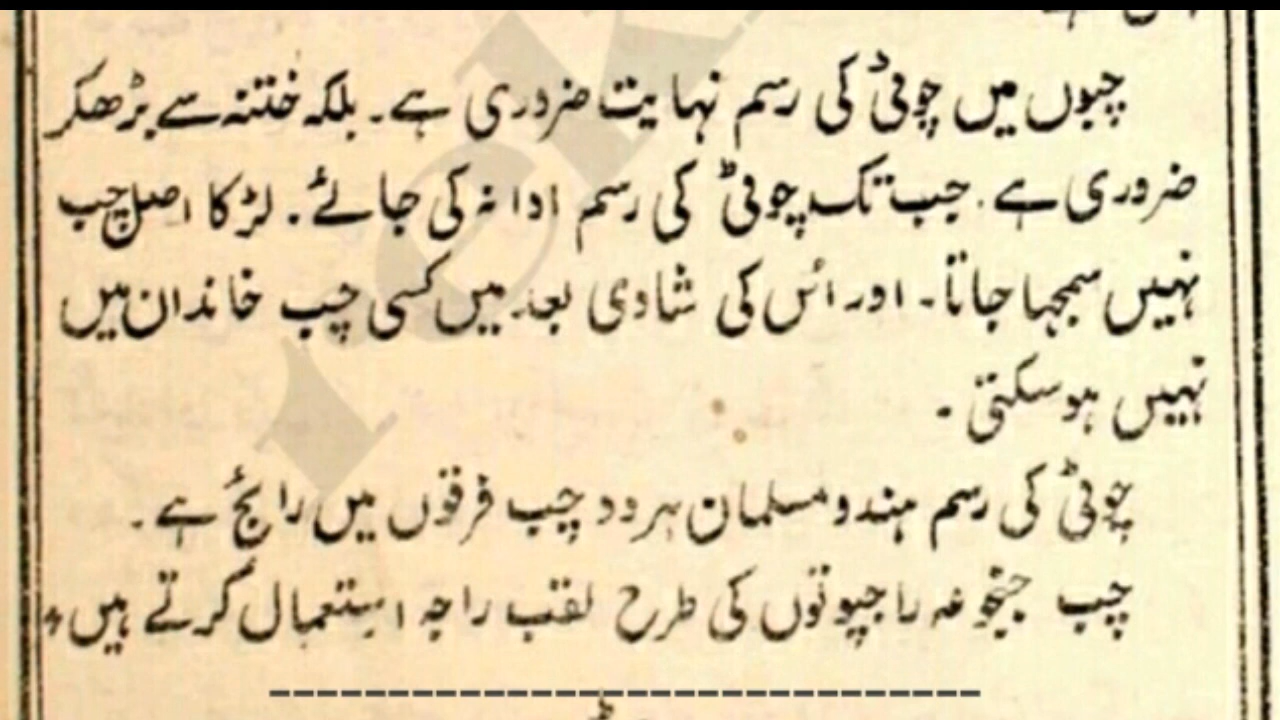 چبوں میں چوٹی کی رسم نہایت ضروری ہے۔ بلکہ ختنہ سے بڑھکر
ضروری ہے۔ جب تک چوٹی کی رسم ادا نہ کی جائے۔ لڑکا اصل چب
نہیں سمجہا جاتا۔ اور اُس کی شادی بعد میں کسی چب خاندان میں
نہیں ہوسکتی۔
چوٹی کی رسم ہندو مسلمان ہر دو چب فرقوں میں رائج ہے۔
چب جنجوعہ راجپوتوں کی طرح لقب راجہ استعمال کرتے ہیں